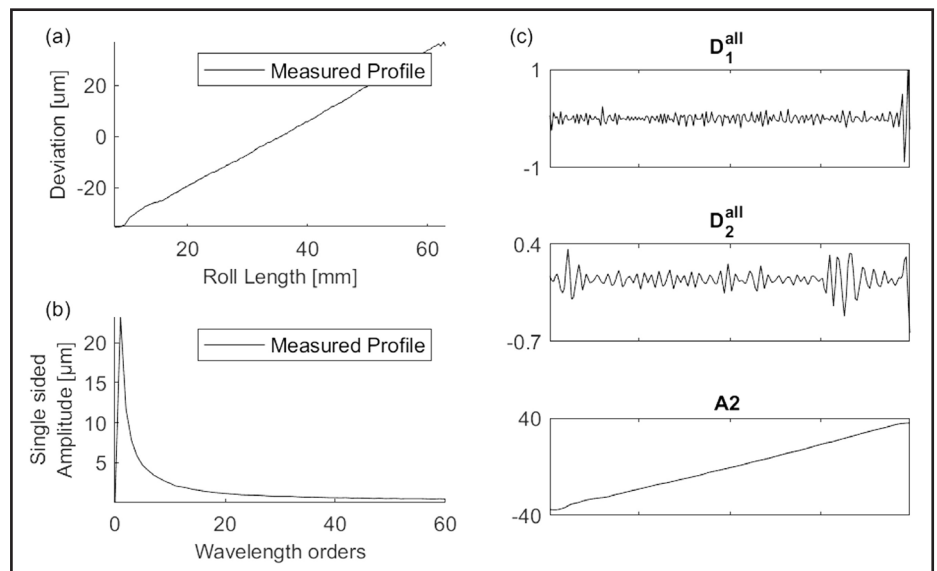 (a)
Measured Profile
Deviation [um]
20
0
-20
20
40
60
Roll Length [mm]
(b)
Measured Profile
Single sided
Amplitude [μm]
20
15
10
5
0
20
40
60
Wavelength orders
(c)
D₁ᵃˡˡ
1
-1
D₂ᵃˡˡ
0.4
-0.7
A2
40
-40